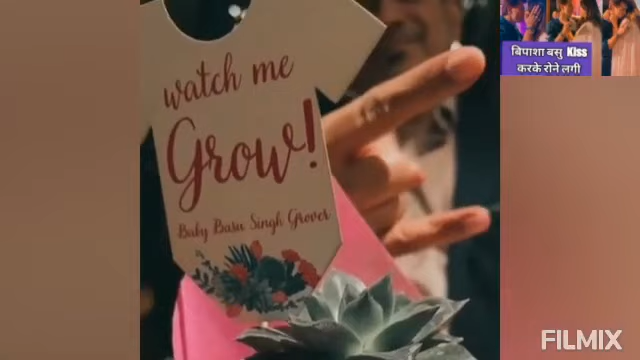 watch me
Grow!
Baby Basu Singh Grover
बिपाशा बसु Kiss
करके रोने लगी
FILMIX